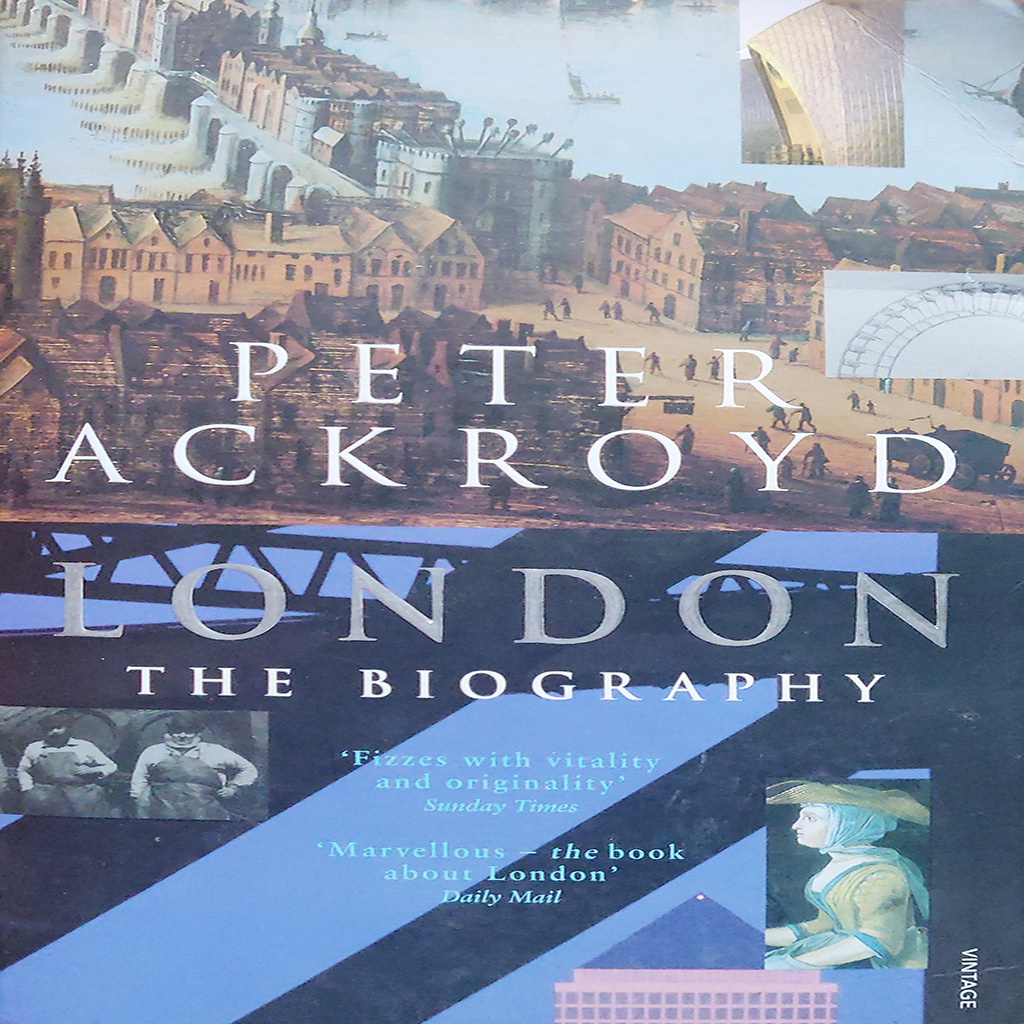 PETER
ACKROYD
LONDON
THE BIOGRAPHY
‘Fizzes with vitality
and originality’
Sunday Times
‘Marvellous – the book
about London’
Daily Mail
VINTAGE